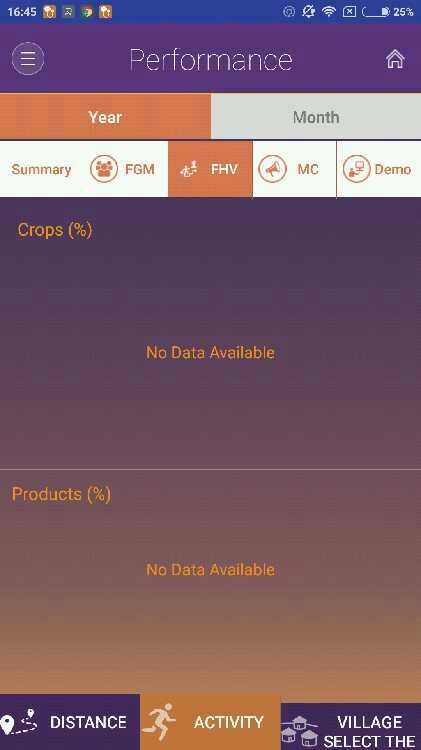 16:45
25%
Performance
Year
Month
Summary
FGM
FHV
MC
Demo
Crops (%)
No Data Available
Products (%)
No Data Available
DISTANCE
ACTIVITY
VILLAGE
SELECT THE